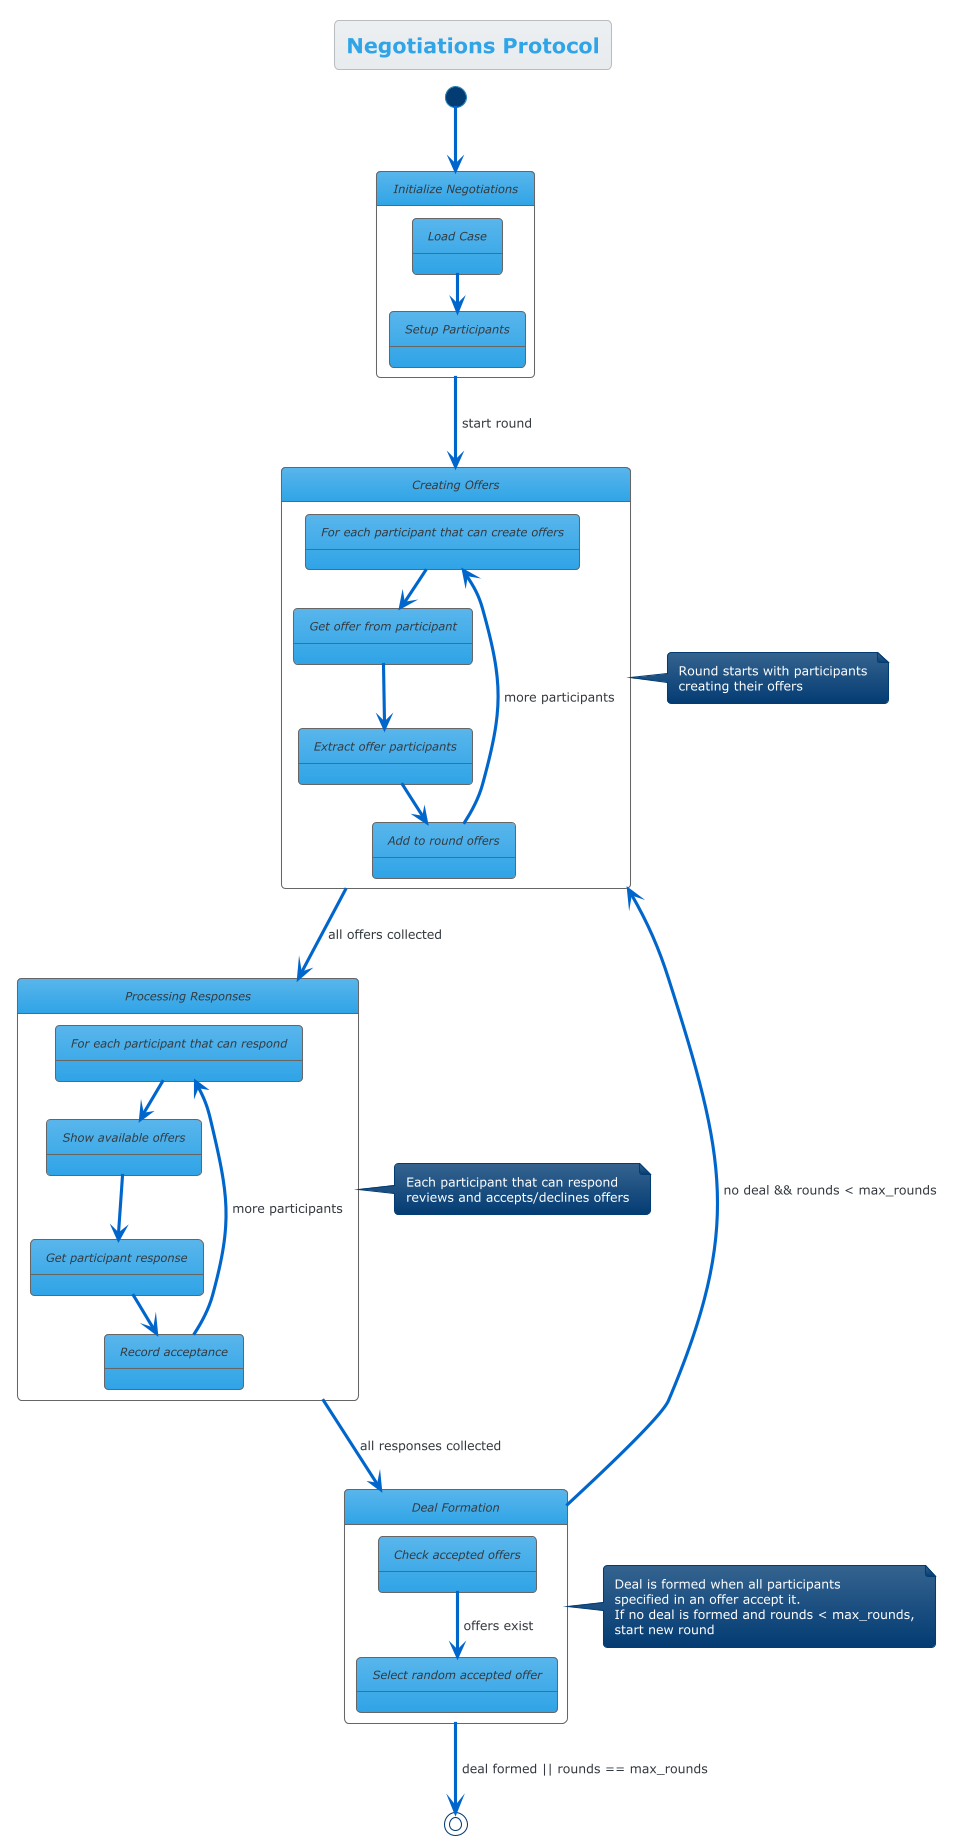 Negotiations Protocol
Initialize Negotiations
Load Case
Setup Participants
start round
Creating Offers
For each participant that can create offers
Get offer from participant
Round starts with participants
creating their offers
more participants
Extract offer participants
Add to round offers
all offers collected
Processing Responses
For each participant that can respond
Show available offers
Each participant that can respond
reviews and accepts/declines offers
no deal && rounds < max_rounds
more participants
Get participant response
Record acceptance
all responses collected
Deal Formation
Check accepted offers
Deal is formed when all participants
specified in an offer accept it.
If no deal is formed and rounds < max_rounds,
start new round
offers exist
Select random accepted offer
deal formed || rounds == max_rounds